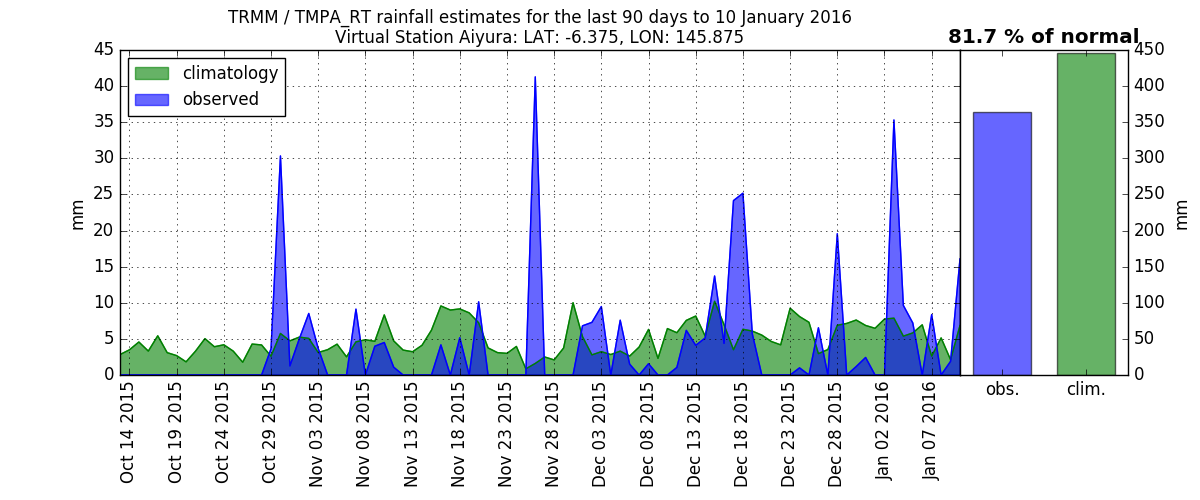 TRMM / TMPA_RT rainfall estimates for the last 90 days to 10 January 2016
Virtual Station Aiyura: LAT: -6.375, LON: 145.875
81.7 % of normal
climatology
observed
mm
45
40
35
30
25
20
15
10
5
0
Oct 14 2015
Oct 19 2015
Oct 24 2015
Oct 29 2015
Nov 03 2015
Nov 08 2015
Nov 13 2015
Nov 18 2015
Nov 23 2015
Nov 28 2015
Dec 03 2015
Dec 08 2015
Dec 13 2015
Dec 18 2015
Dec 23 2015
Dec 28 2015
Jan 02 2016
Jan 07 2016
obs.
clim.
450
400
350
300
250
200
150
100
50
0
mm